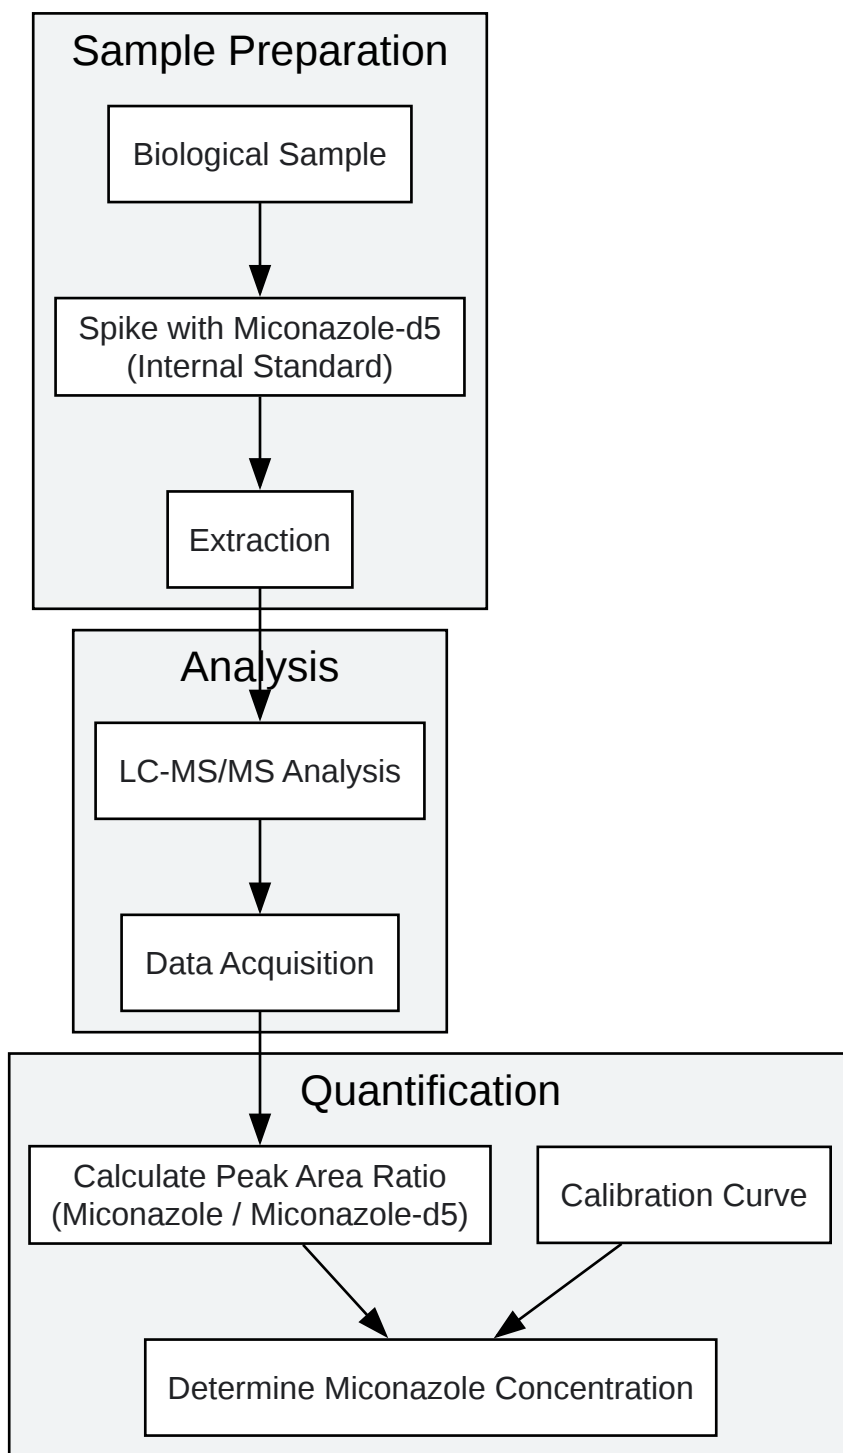 Sample Preparation
Biological Sample
Spike with Miconazole-d5
(Internal Standard)
Extraction
Analysis
LC-MS/MS Analysis
Data Acquisition
Quantification
Calculate Peak Area Ratio
(Miconazole / Miconazole-d5)
Calibration Curve
Determine Miconazole Concentration